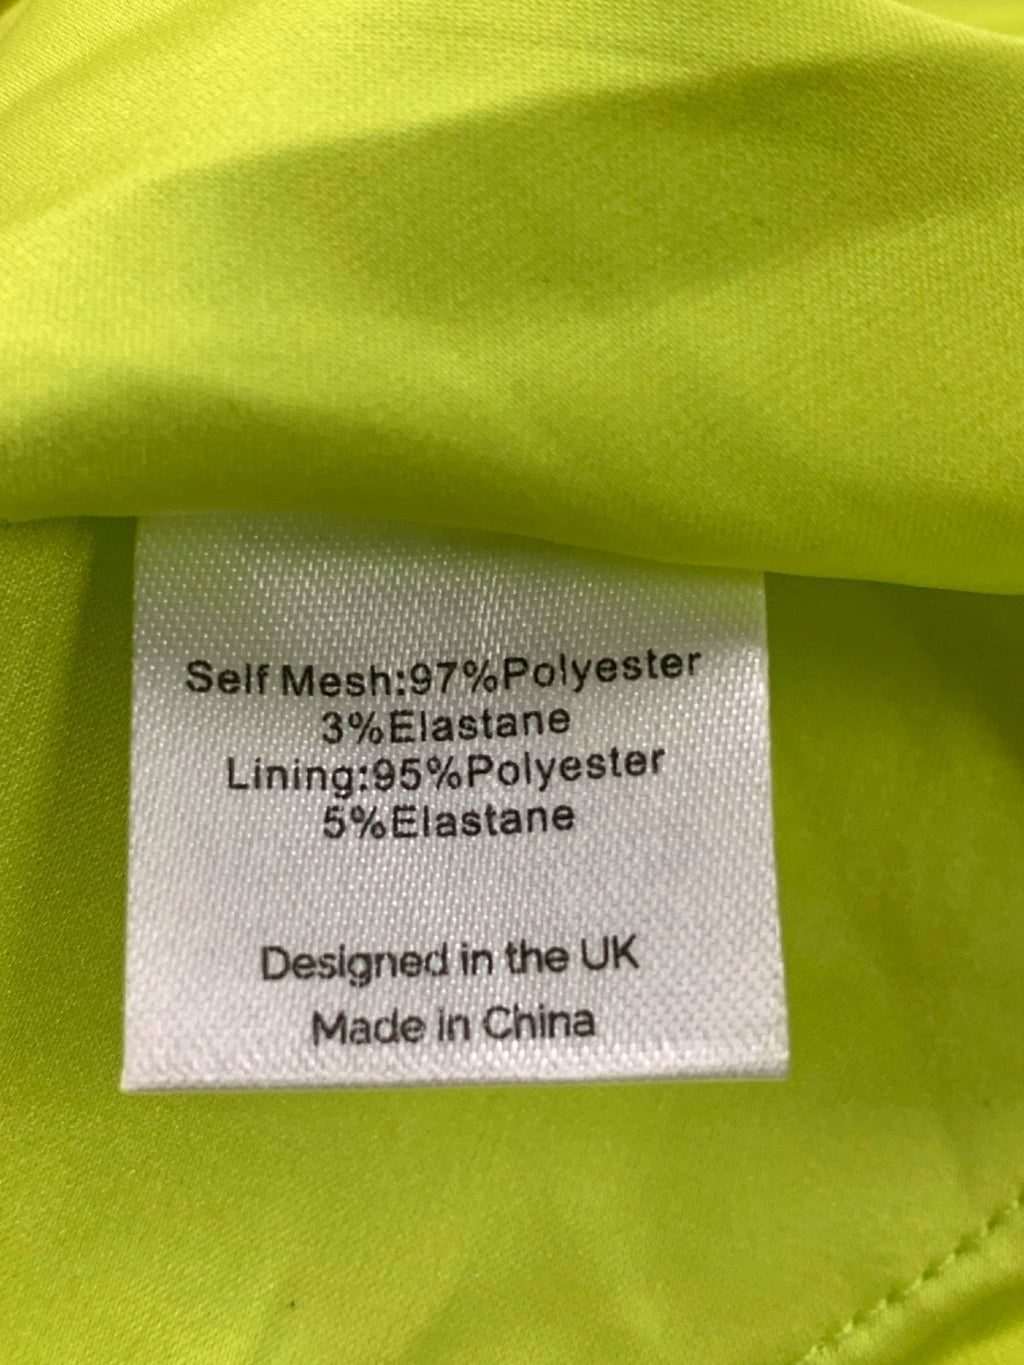 Self Mesh:97%Polyester
3%Elastane
Lining:95%Polyester
5%Elastane
Designed in the UK
Made in China